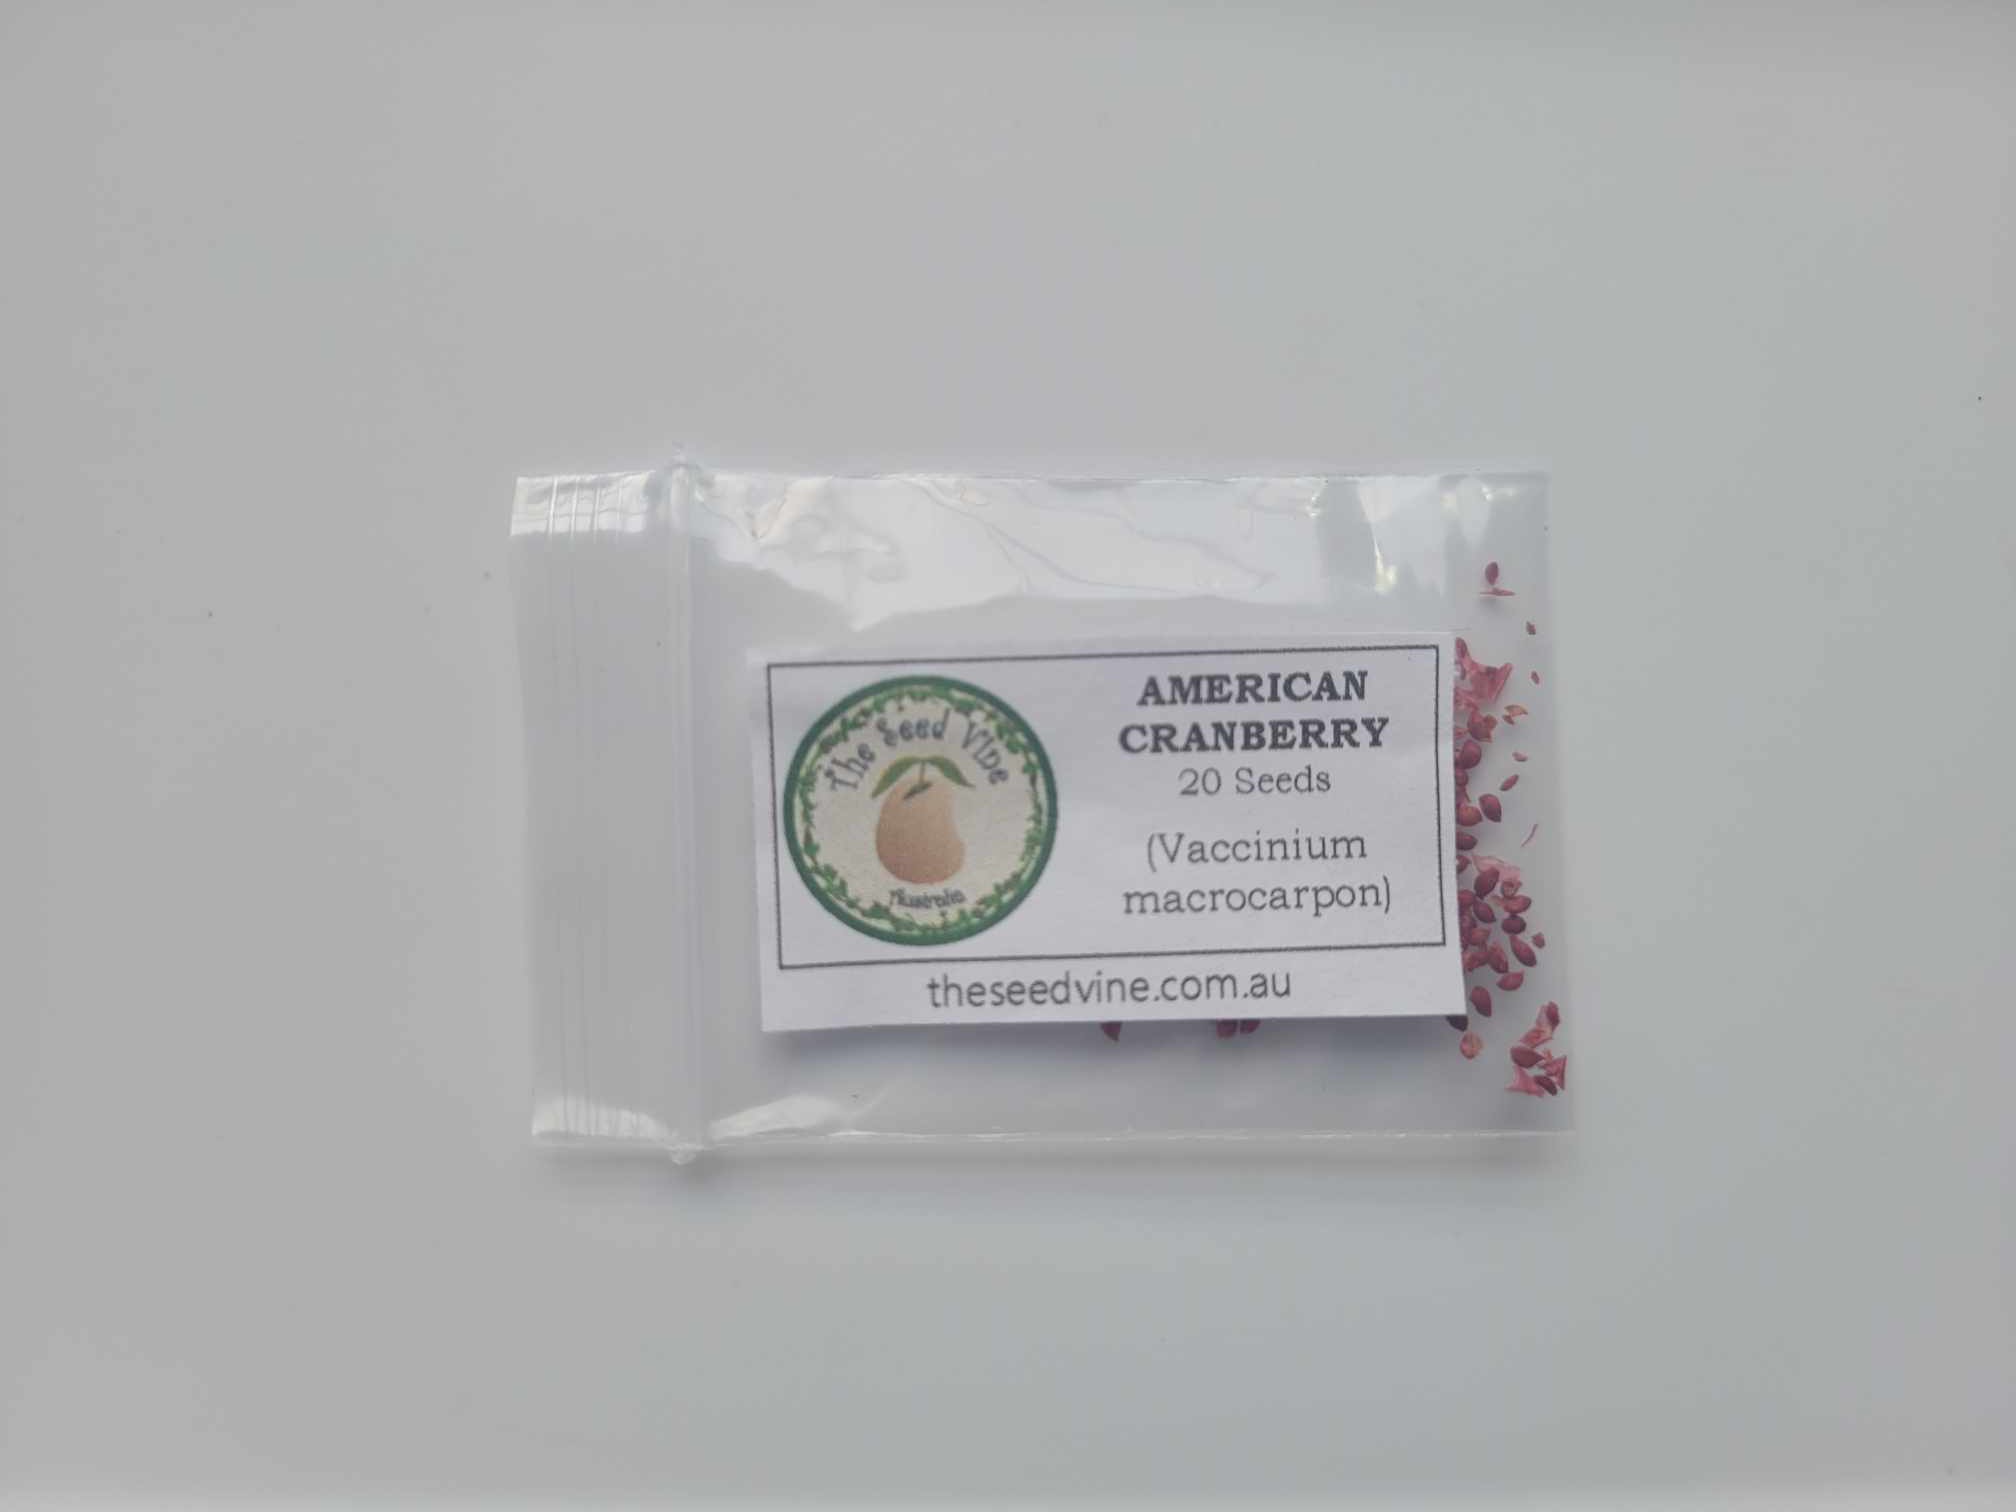 The Seed Vine
Australia
AMERICAN
CRANBERRY
20 Seeds
(Vaccinium
macrocarpon)
theseedvine.com.au